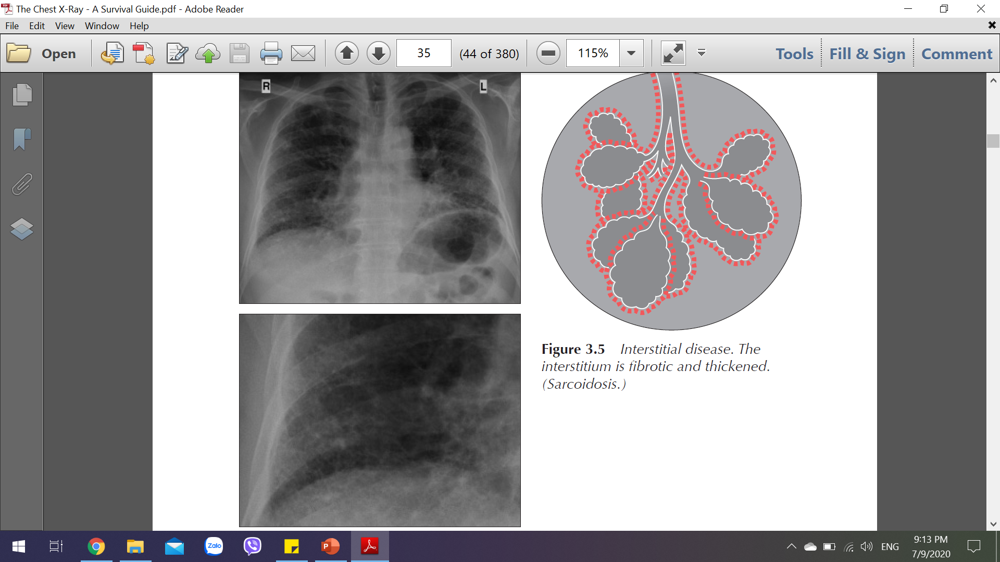 The Chest X-Ray - A Survival Guide.pdf - Adobe Reader
File Edit View Window Help
Open 35 (44 of 380) 115% Tools Fill & Sign Comment
R L
Figure 3.5 Interstitial disease. The
interstitium is fibrotic and thickened.
(Sarcoidosis.)
Zalo P ENG 9:13 PM
7/9/2020